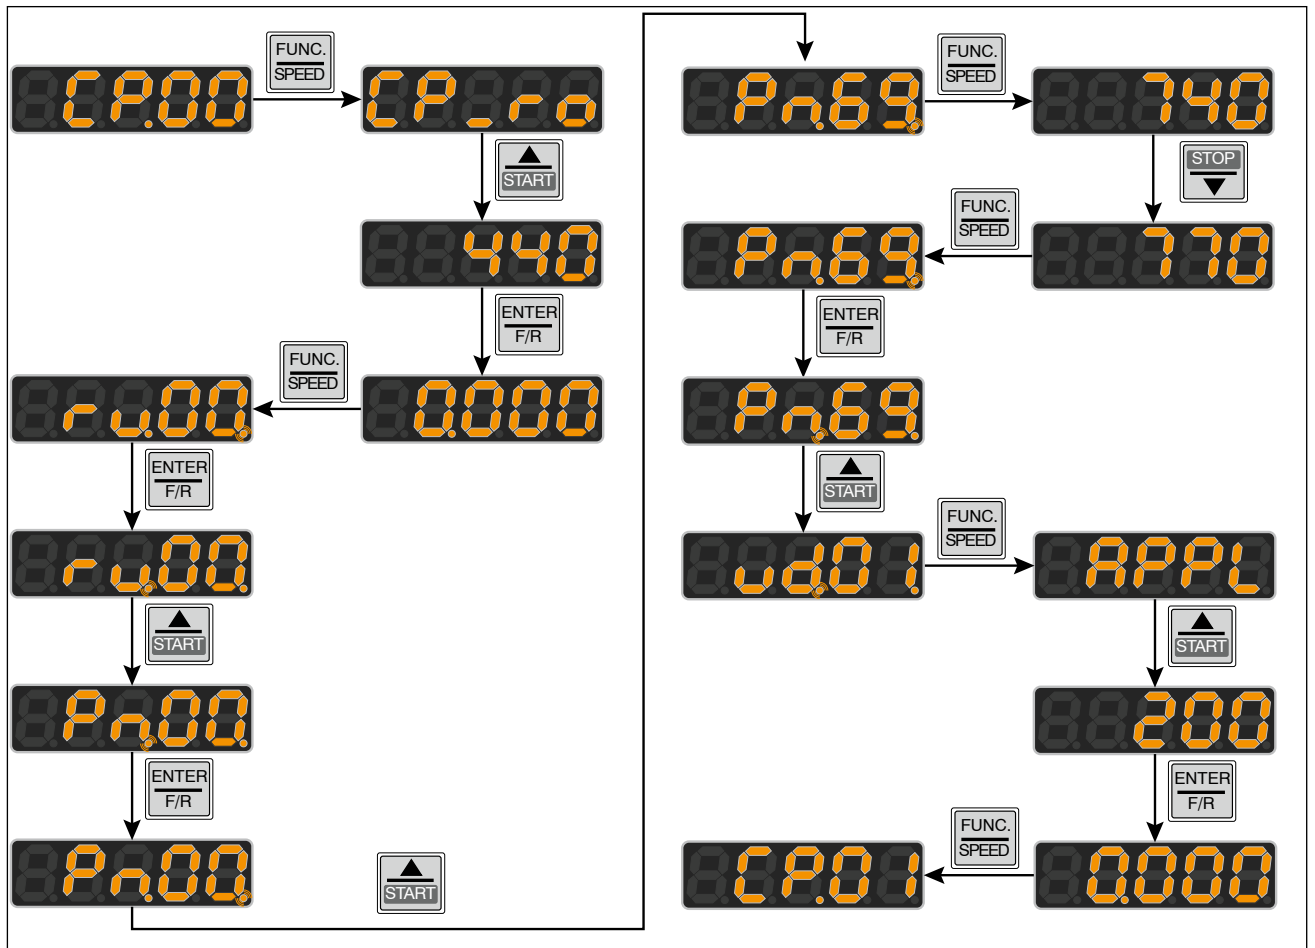 CP.00
FUNC.
SPEED
CP_ro
START
440
ENTER
F/R
0.000
FUNC.
SPEED
ru.00.
ENTER
F/R
ru.00.
START
Pn.00.
ENTER
F/R
Pn.00.
START
Pn.69.
FUNC.
SPEED
740
STOP
770
FUNC.
SPEED
Pn.69.
ENTER
F/R
Pn.69.
START
ud.01.
FUNC.
SPEED
APPL
START
200
ENTER
F/R
0.000
FUNC.
SPEED
CP.01